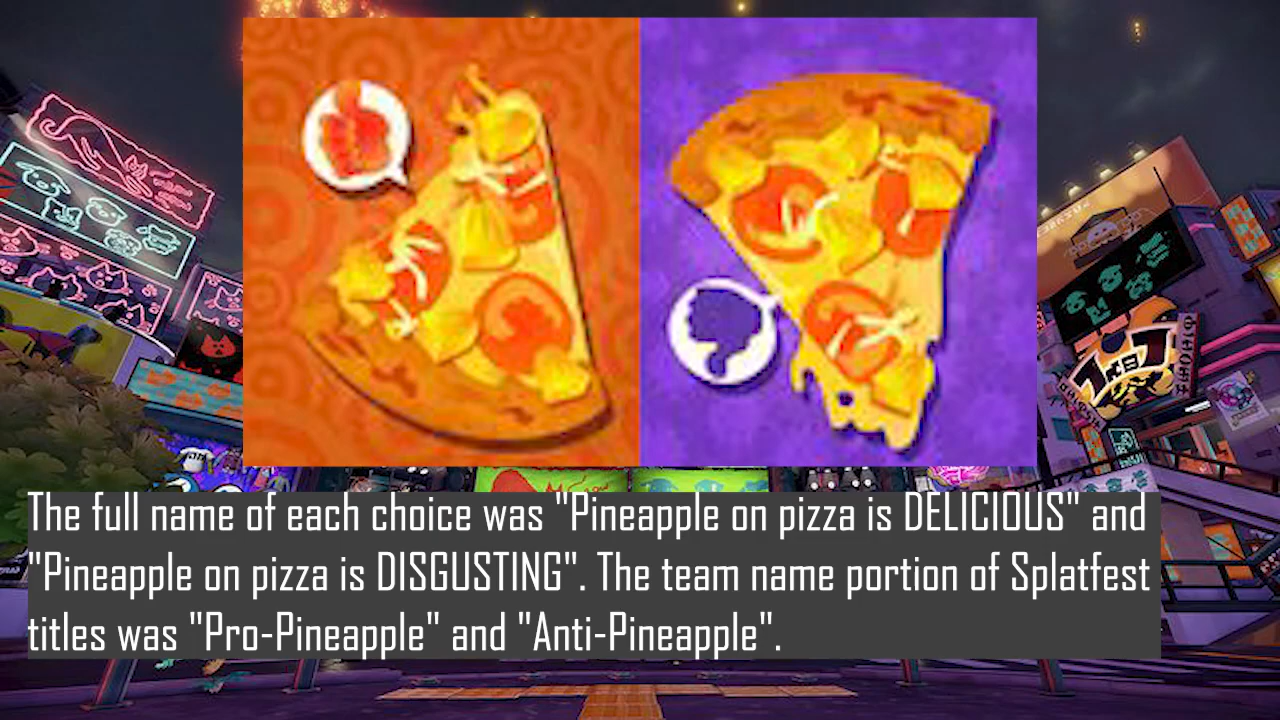 The full name of each choice was "Pineapple on pizza is DELICIOUS" and
"Pineapple on pizza is DISGUSTING". The team name portion of Splatfest
titles was "Pro-Pineapple" and "Anti-Pineapple".